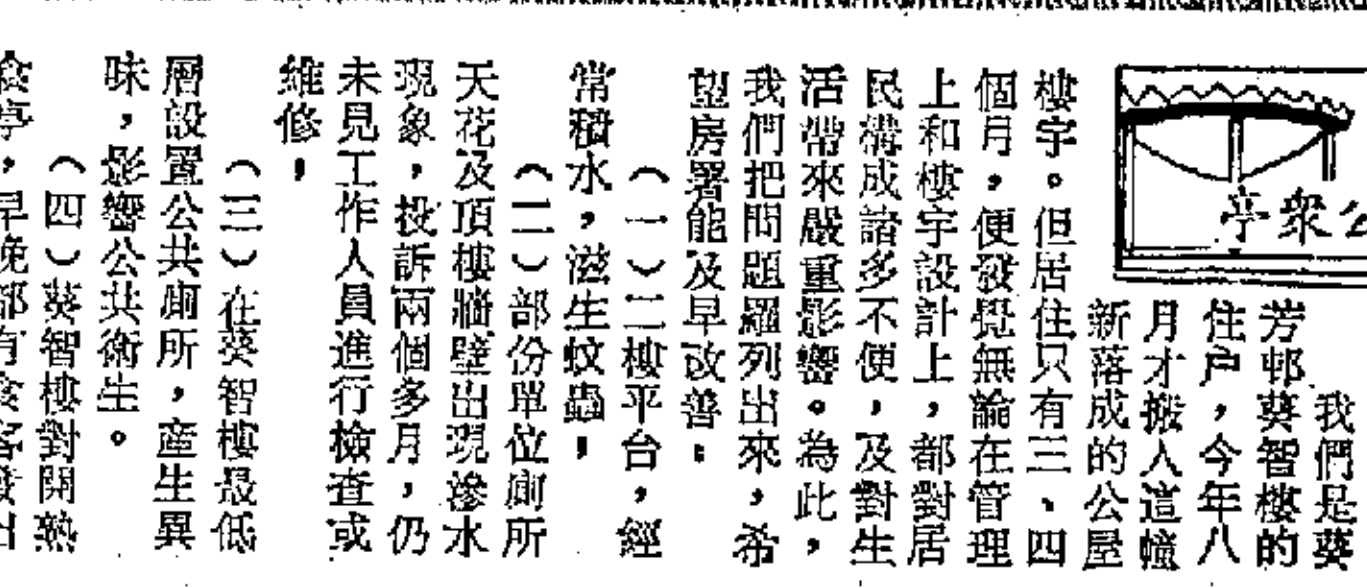 公衆亭
我們是葵
芳邨葵智樓的
住户，今年八
月才搬入這幢
新落成的公屋
樓宇。但居住只有三、四
個月，便發覺無論在管理
上和樓宇設計上，都對居
民構成諸多不便，及對生
活帶來嚴重影響。為此，
我們把問題羅列出來，希
望房署能及早改善：
（一）二樓平台，經
常積水，滋生蚊蟲；
（二）部份單位廁所
天花及頂樓牆壁出現滲水
現象，投訴兩個多月，仍
未見工作人員進行檢查或
維修；
（三）在葵智樓最低
層設置公共廁所，產生異
味，影響公共衛生。
（四）葵智樓對開熟
食亭，早晚都有食客發出